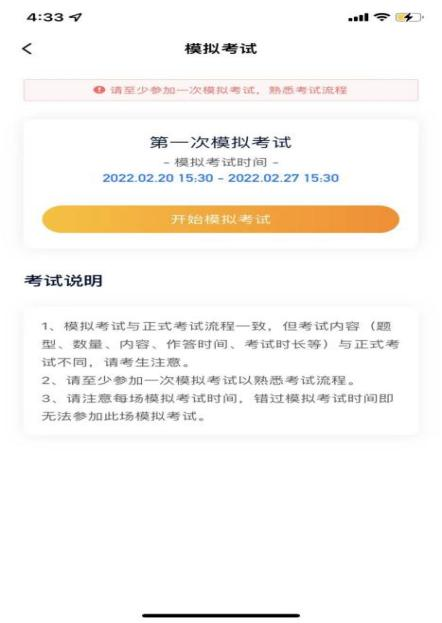 4:33
模拟考试
请至少参加一次模拟考试，熟悉考试流程
第一次模拟考试
– 模拟考试时间 –
2022.02.20 15:30 – 2022.02.27 15:30
开始模拟考试
考试说明
1、模拟考试与正式考试流程一致，但考试内容（题
型、数量、内容、作答时间、考试时长等）与正式考
试不同，请考生注意。
2、请至少参加一次模拟考试以熟悉考试流程。
3、请注意每场模拟考试时间，错过模拟考试时间即
无法参加此场模拟考试。